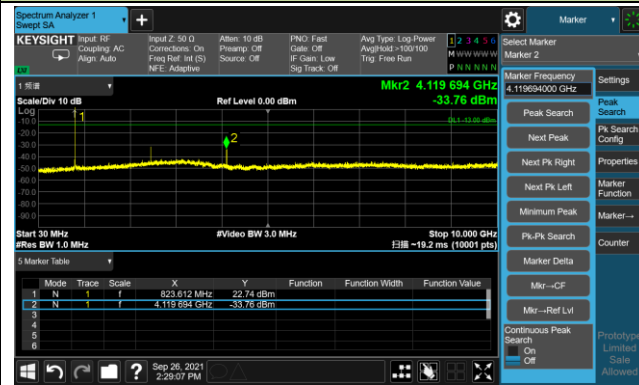 Spectrum Analyzer 1
Swept SA
Marker
KEYSIGHT
Input: RF
Coupling: AC
Align: Auto
Input Z: 50 Ω
Corrections: On
Freq Ref: Int (S)
NFE: Adaptive
Atten: 10 dB
Preamp: Off
Source: Off
PNO: Fast
Gate: Off
IF Gain: Low
Sig Track: Off
Avg Type: Log-Power
Avg|Hold:>100/100
Trig: Free Run
1 2 3 4 5 6
M W W W W W
P N N N N N
LXI
Select Marker
Marker 2
Marker Frequency
4.119694000 GHz
Settings
Peak Search
Peak
Search
Next Peak
Pk Search
Config
Next Pk Right
Properties
Next Pk Left
Marker
Function
Minimum Peak
Marker→
Pk-Pk Search
Counter
Marker Delta
Mkr→CF
Mkr→Ref Lvl
Continuous Peak
Search
On
Off
Prototype
Limited
Sale
Allowed
1 频谱
Mkr2 4.119 694 GHz
Scale/Div 10 dB
Ref Level 0.00 dBm
-33.76 dBm
Log
1
DL1 -13.00 dBm
2
-10.0
-20.0
-30.0
-40.0
-50.0
-60.0
-70.0
-80.0
-90.0
Start 30 MHz
#Video BW 3.0 MHz
Stop 10.000 GHz
#Res BW 1.0 MHz
扫描 ~19.2 ms (10001 pts)
5 Marker Table
Mode Trace Scale X Y Function Function Width Function Value
1 N 1 f 823.612 MHz 22.74 dBm
2 N 1 f 4.119 694 GHz -33.76 dBm
3
4
5
6
Sep 26, 2021
2:29:07 PM